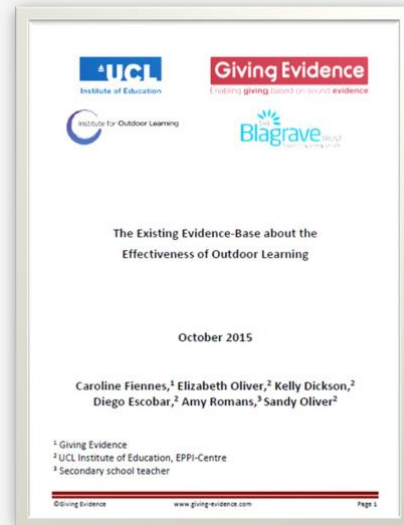 UCL
Institute of Education
Giving Evidence
Enabling giving based on sound evidence
Institute for Outdoor Learning
THE
Blagrave TRUST
The Existing Evidence-Base about the
Effectiveness of Outdoor Learning
October 2015
Caroline Fiennes,¹ Elizabeth Oliver,² Kelly Dickson,²
Diego Escobar,² Amy Romans,³ Sandy Oliver²
¹ Giving Evidence
² UCL Institute of Education, EPPI-Centre
³ Secondary school teacher
©Giving Evidence www.giving-evidence.com Page 1